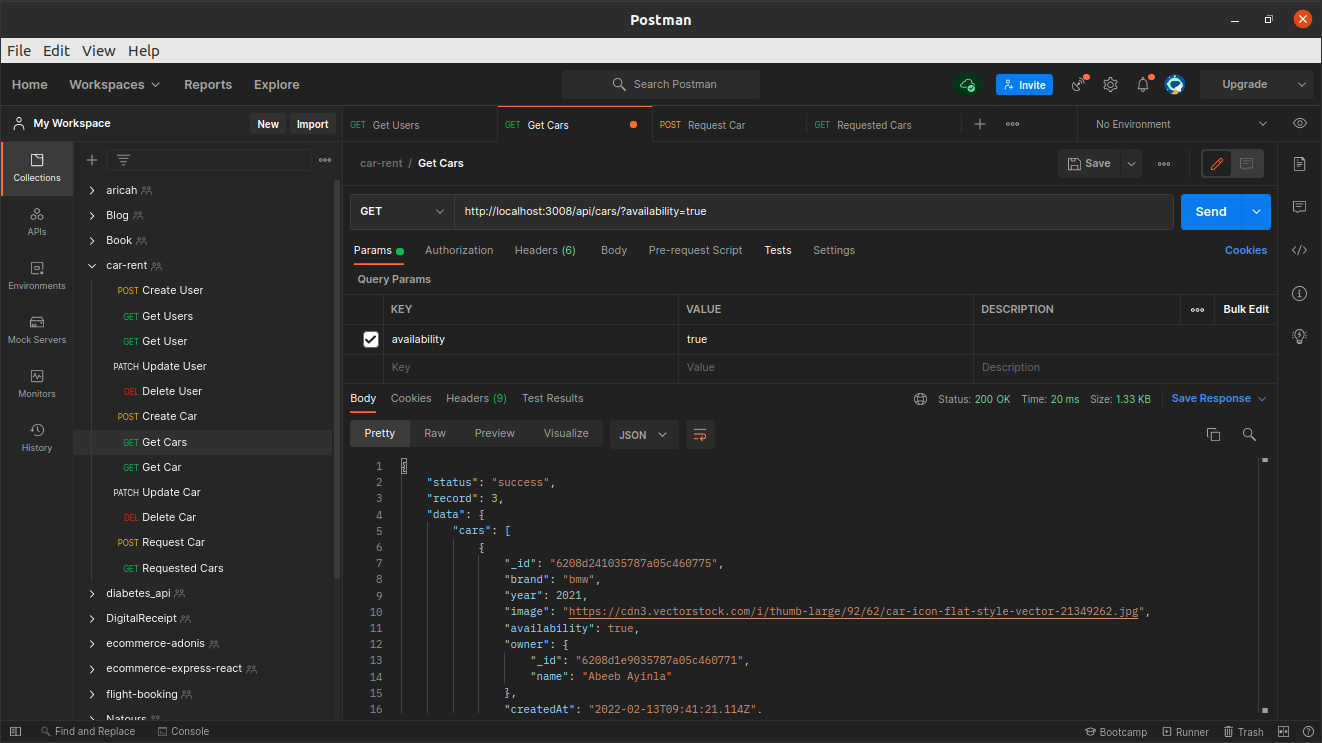 Postman
File Edit View Help
Home Workspaces Reports Explore Search Postman Invite Upgrade
My Workspace New Import
GET Get Users GET Get Cars POST Request Car GET Requested Cars No Environment
Collections
APIs
Environments
Mock Servers
Monitors
History
aricah
Blog
Book
car-rent
POST Create User
GET Get Users
GET Get User
PATCH Update User
DEL Delete User
POST Create Car
GET Get Cars
GET Get Car
PATCH Update Car
DEL Delete Car
POST Request Car
GET Requested Cars
diabetes_api
DigitalReceipt
ecommerce-adonis
ecommerce-express-react
flight-booking
Natours
car-rent / Get Cars Save
GET http://localhost:3008/api/cars/?availability=true Send
Params Authorization Headers (6) Body Pre-request Script Tests Settings Cookies
Query Params
KEY VALUE DESCRIPTION Bulk Edit
availability true
Key Value Description
Body Cookies Headers (9) Test Results Status: 200 OK Time: 20 ms Size: 1.33 KB Save Response
Pretty Raw Preview Visualize JSON
1 {
2 "status": "success",
3 "record": 3,
4 "data": {
5 "cars": [
6 {
7 "_id": "6208d241035787a05c460775",
8 "brand": "bmw",
9 "year": 2021,
10 "image": "https://cdn3.vectorstock.com/i/thumb-large/92/62/car-icon-flat-style-vector-21349262.jpg",
11 "availability": true,
12 "owner": {
13 "_id": "6208d1e9035787a05c460771",
14 "name": "Abeeb Ayinla"
15 },
16 "createdAt": "2022-02-13T09:41:21.114Z",
Find and Replace Console Bootcamp Runner Trash